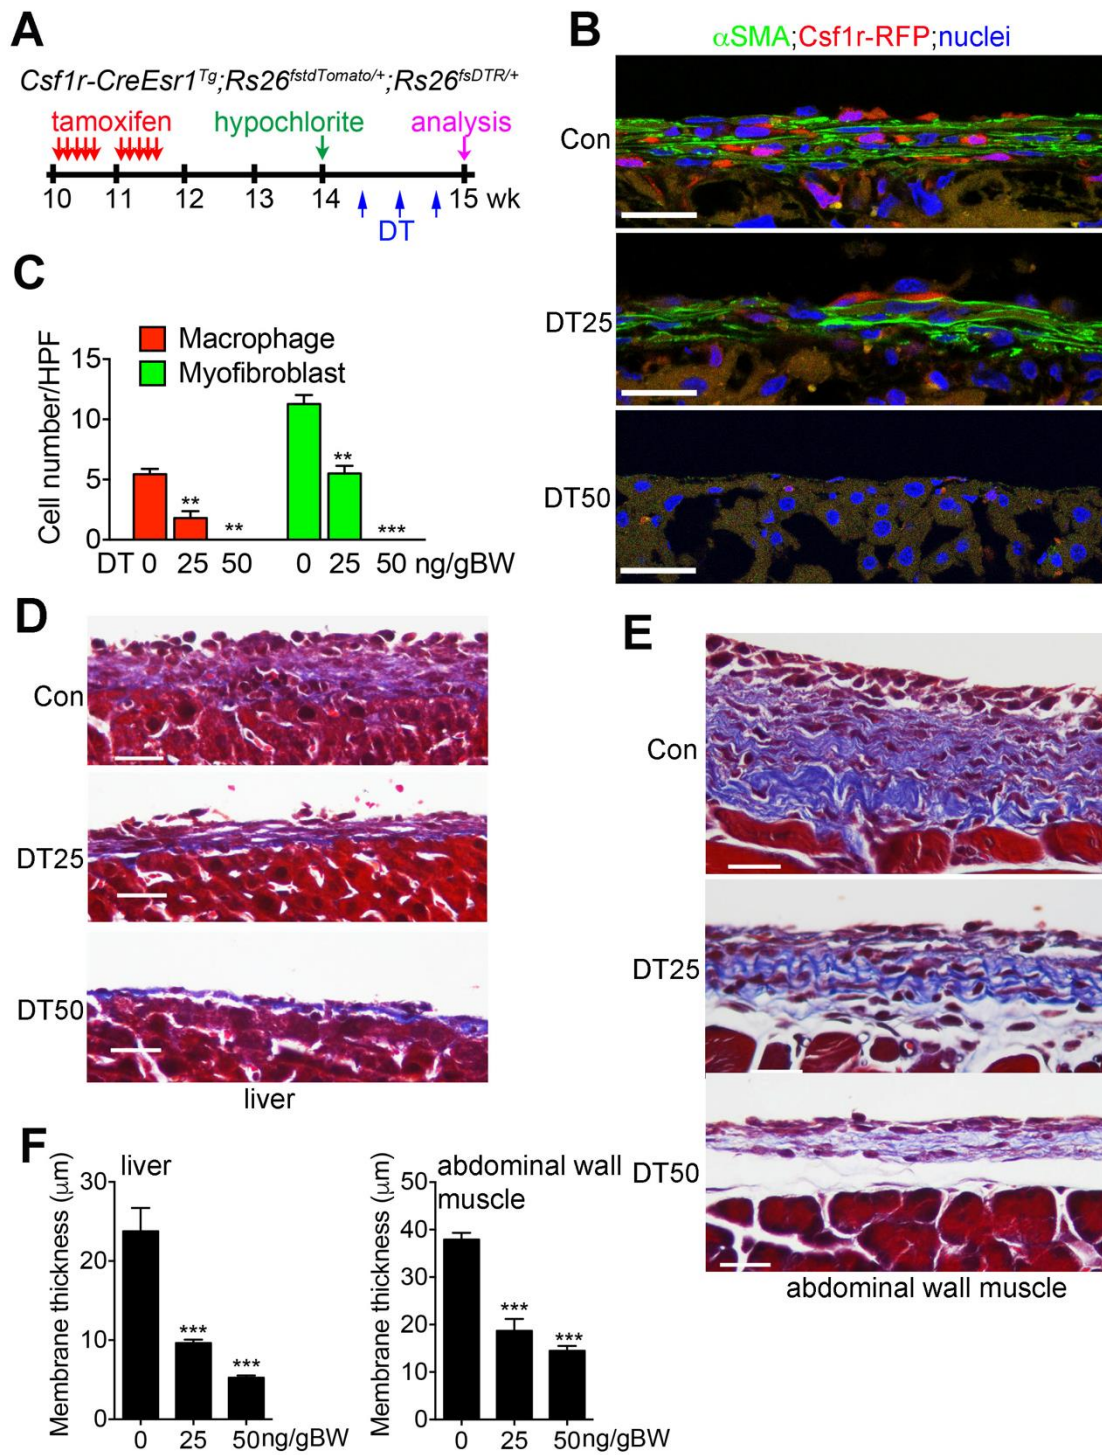 A
Csf1r-CreEsr1Tg;Rs26fstdTomato/+;Rs26fsDTR/+
tamoxifen hypochlorite analysis
10 11 12 13 14 15 wk
DT
B
αSMA;Csf1r-RFP;nuclei
Con
DT25
DT50
C
Macrophage
Myofibroblast
Cell number/HPF
15
10
5
0
**
**
**
***
DT 0 25 50 0 25 50 ng/gBW
D
Con
DT25
DT50
liver
E
Con
DT25
DT50
abdominal wall muscle
F
liver
Membrane thickness (μm)
30
20
10
0
***
***
0 25 50ng/gBW
abdominal wall
muscle
Membrane thickness (μm)
50
40
30
20
10
0
***
***
0 25 50ng/gBW